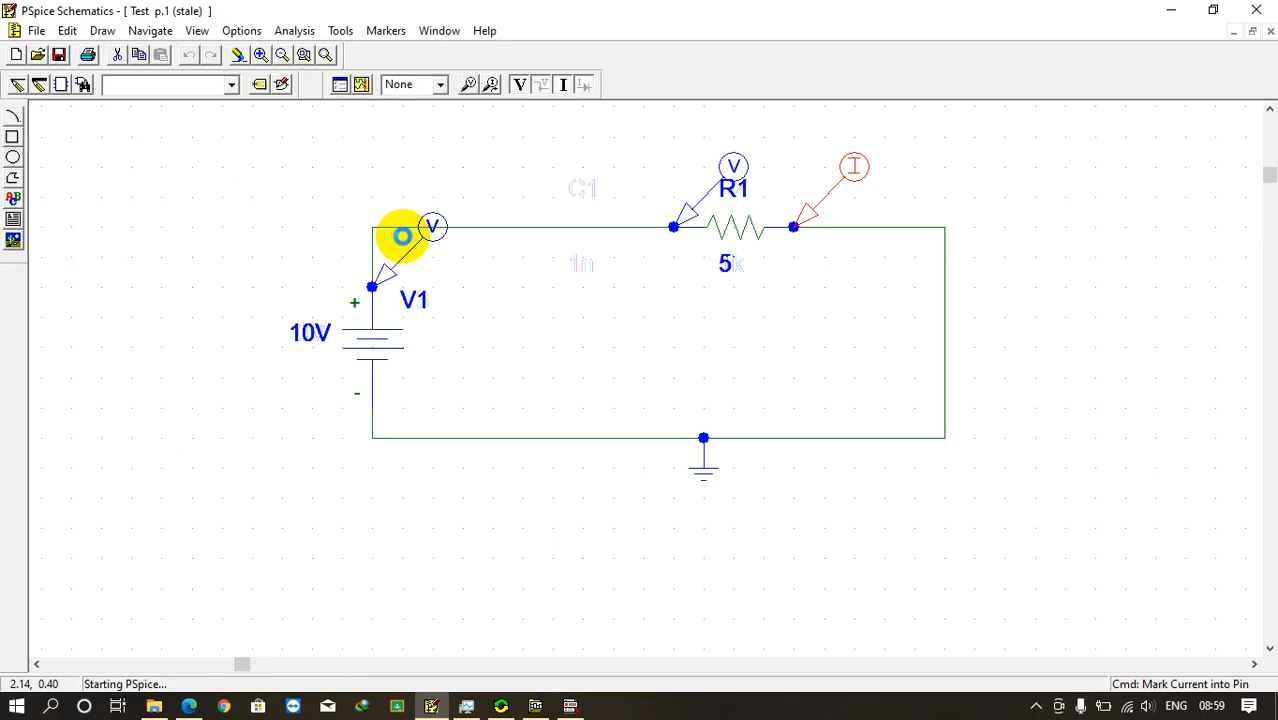 PSpice Schematics - [ Test p.1 (stale) ]
File Edit Draw Navigate View Options Analysis Tools Markers Window Help
None V I
V I
C1 R1
V
1n 5k
+ V1
10V
-
2.14, 0.40 Starting PSpice... Cmd: Mark Current into Pin
ENG 08:59